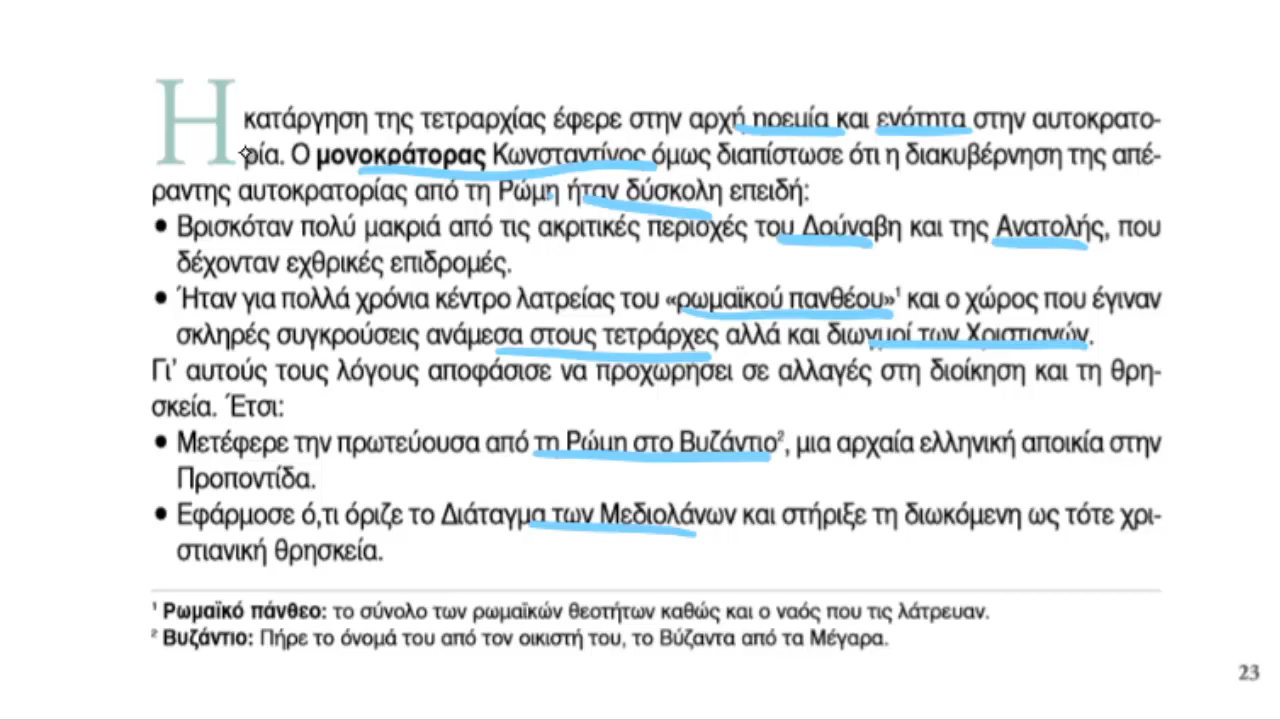 Η κατάργηση της τετραρχίας έφερε στην αρχή ηρεμία και ενότητα στην αυτοκρατο-
ρία. Ο μονοκράτορας Κωνσταντίνος όμως διαπίστωσε ότι η διακυβέρνηση της απέ-
ραντης αυτοκρατορίας από τη Ρώμη ήταν δύσκολη επειδή:
• Βρισκόταν πολύ μακριά από τις ακριτικές περιοχές του Δούναβη και της Ανατολής, που
δέχονταν εχθρικές επιδρομές.
• Ήταν για πολλά χρόνια κέντρο λατρείας του «ρωμαϊκού πανθέου»¹ και ο χώρος που έγιναν
σκληρές συγκρούσεις ανάμεσα στους τετράρχες αλλά και διωγμοί των Χριστιανών.
Γι' αυτούς τους λόγους αποφάσισε να προχωρήσει σε αλλαγές στη διοίκηση και τη θρη-
σκεία. Έτσι:
• Μετέφερε την πρωτεύουσα από τη Ρώμη στο Βυζάντιο², μια αρχαία ελληνική αποικία στην
Προποντίδα.
• Εφάρμοσε ό,τι όριζε το Διάταγμα των Μεδιολάνων και στήριξε τη διωκόμενη ως τότε χρι-
στιανική θρησκεία.
¹ Ρωμαϊκό πάνθεο: το σύνολο των ρωμαϊκών θεοτήτων καθώς και ο ναός που τις λάτρευαν.
² Βυζάντιο: Πήρε το όνομά του από τον οικιστή του, το Βύζαντα από τα Μέγαρα.
23